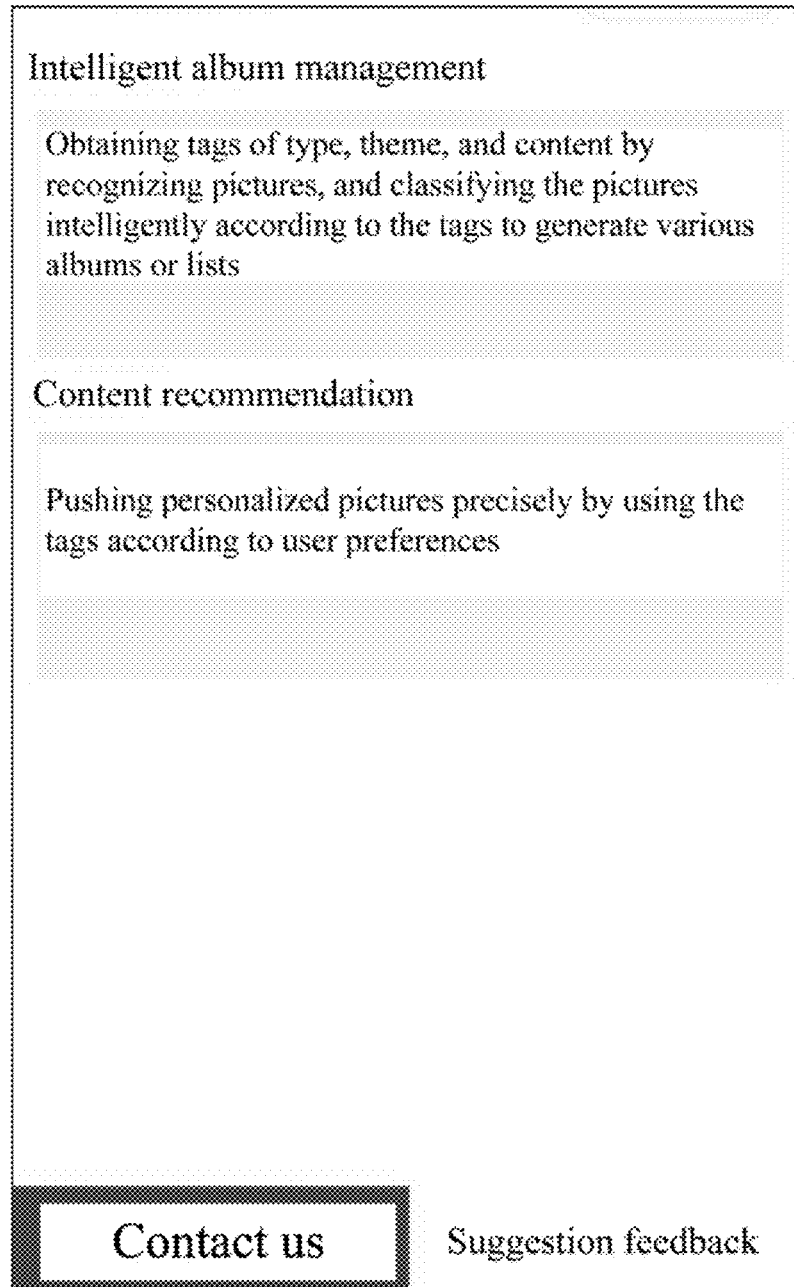 Intelligent album management
Obtaining tags of type, theme, and content by
recognizing pictures, and classifying the pictures
intelligently according to the tags to generate various
albums or lists
Content recommendation
Pushing personalized pictures precisely by using the
tags according to user preferences
Contact us
Suggestion feedback